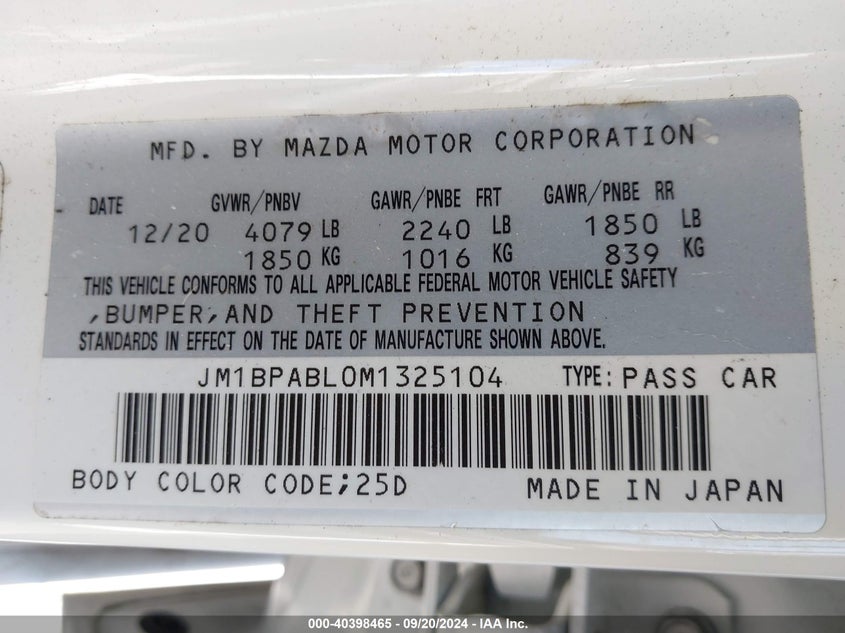 MFD. BY MAZDA MOTOR CORPORATION
DATE GVWR/PNBV GAWR/PNBE FRT GAWR/PNBE RR
12/20 4079 LB 2240 LB 1850 LB
1850 KG 1016 KG 839 KG
THIS VEHICLE CONFORMS TO ALL APPLICABLE FEDERAL MOTOR VEHICLE SAFETY
,BUMPER,AND THEFT PREVENTION
STANDARDS IN EFFECT ON THE DATE OF MANUFACTURE SHOWN ABOVE.
JM1BPABL0M1325104 TYPE: PASS CAR
BODY COLOR CODE;25D MADE IN JAPAN
000-40398465 - 09/20/2024 - IAA Inc.